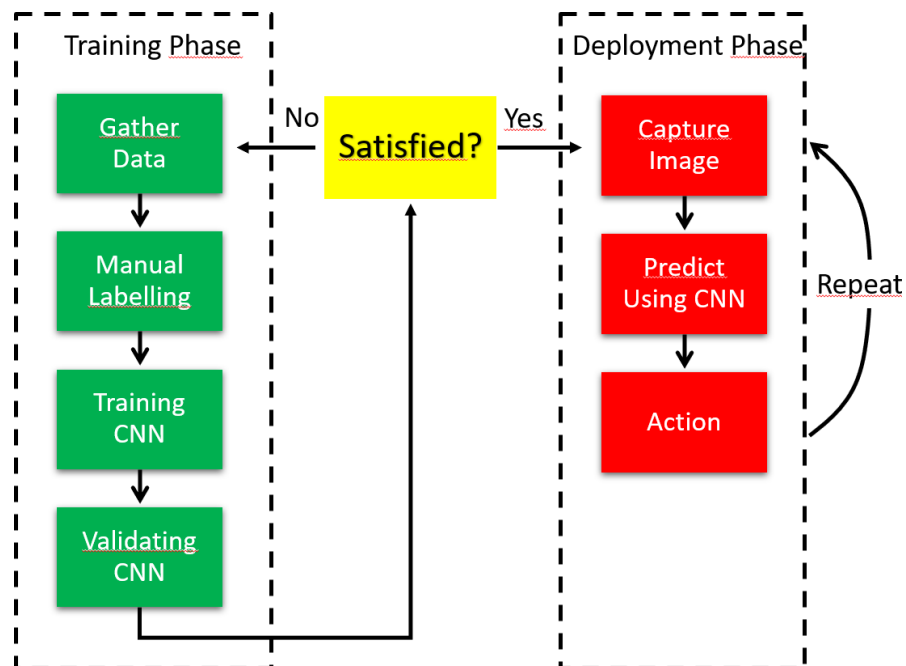 Training Phase
Gather
Data
Manual
Labelling
Training
CNN
Validating
CNN
No
Satisfied?
Yes
Deployment Phase
Capture
Image
Predict
Using CNN
Action
Repeat